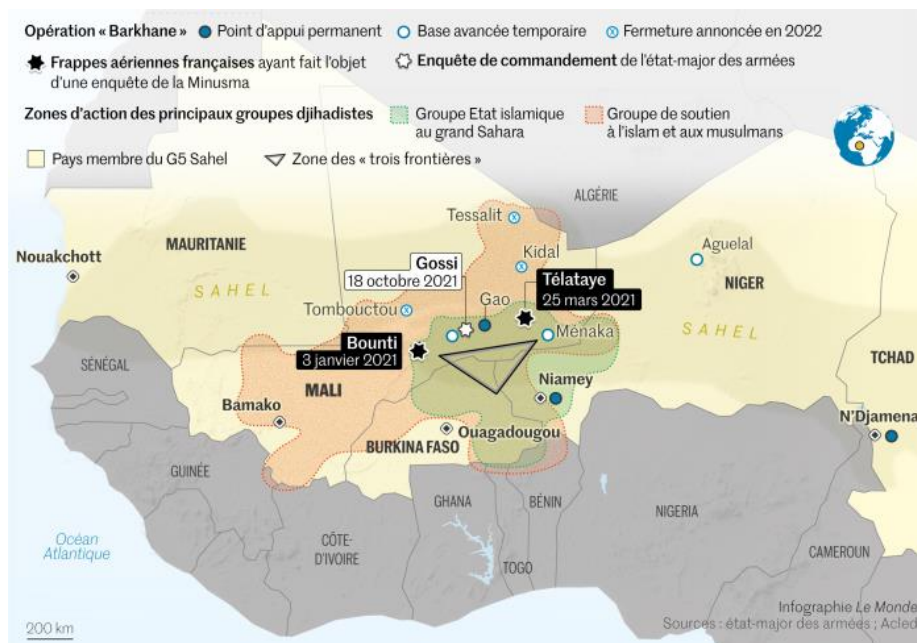 Opération « Barkhane » Point d'appui permanent Base avancée temporaire Fermeture annoncée en 2022
Frappes aériennes françaises ayant fait l'objet
d'une enquête de la Minusma
Enquête de commandement de l'état-major des armées
Zones d'action des principaux groupes djihadistes
Groupe Etat islamique
au grand Sahara
Groupe de soutien
à l'islam et aux musulmans
Pays membre du G5 Sahel Zone des « trois frontières »
ALGÉRIE
Tessalit
MAURITANIE
Nouakchott
SAHEL
Kidal
Aguelal
Gossi
18 octobre 2021
Télataye
25 mars 2021
NIGER
Gao
Tombouctou
SAHEL
Ménaka
Bounti
3 janvier 2021
SÉNÉGAL
TCHAD
MALI
Niamey
Bamako
N'Djamena
Ouagadougou
BURKINA FASO
GUINÉE
GHANA
BÉNIN
NIGERIA
Océan
Atlantique
CÔTE-
D'IVOIRE
TOGO
CAMEROUN
200 km
Infographie Le Monde
Sources : état-major des armées ; Acled